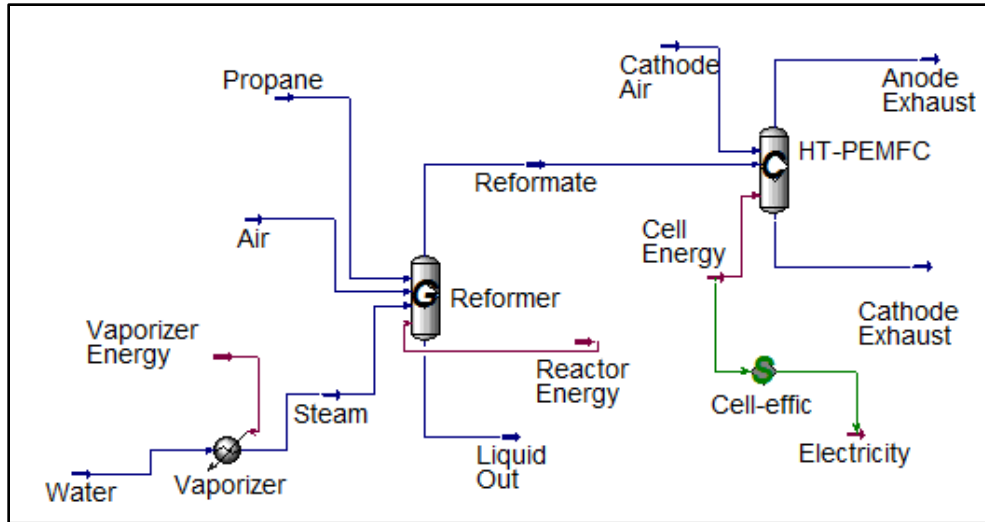 Propane
Cathode
Air
Anode
Exhaust
C
HT-PEMFC
Reformate
Air
Cell
Energy
G
Reformer
Cathode
Exhaust
Vaporizer
Energy
Reactor
Energy
S
Cell-effic
Steam
Electricity
Liquid
Out
Water
Vaporizer